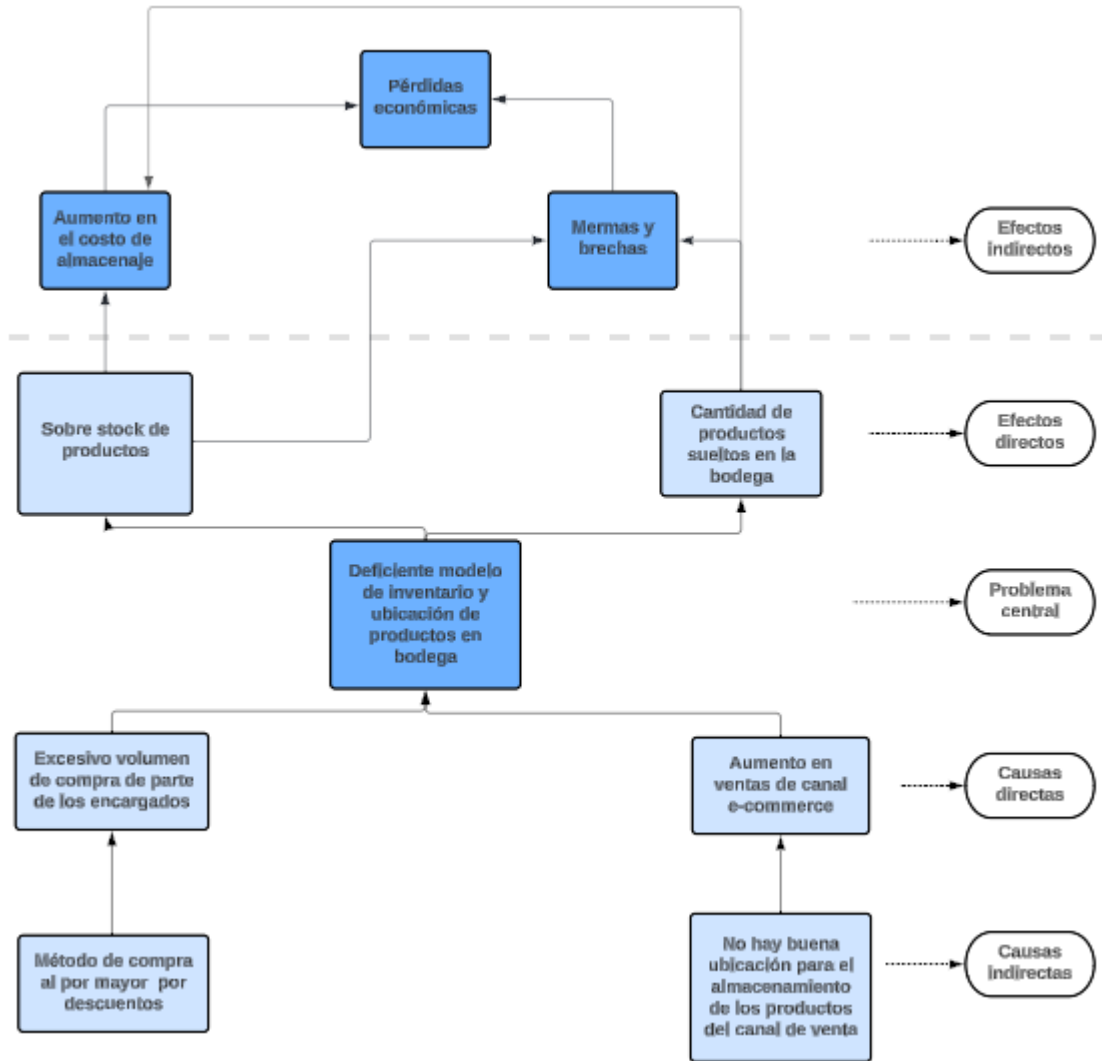 Pérdidas
económicas
Aumento en
el costo de
almacenaje
Mermas y
brechas
Efectos
indirectos
Sobre stock de
productos
Cantidad de
productos
sueltos en la
bodega
Efectos
directos
Deficiente modelo
de inventario y
ubicación de
productos en
bodega
Problema
central
Excesivo volumen
de compra de parte
de los encargados
Aumento en
ventas de canal
e-commerce
Causas
directas
Método de compra
al por mayor por
descuentos
No hay buena
ubicación para el
almacenamiento
de los productos
del canal de venta
Causas
indirectas